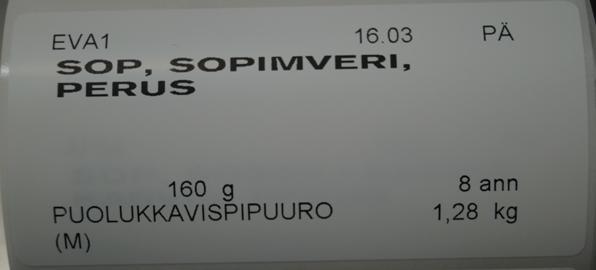 EVA1 16.03 PÄ
SOP, SOPIMVERI,
PERUS
160 g 8 ann
PUOLUKKAVISPIPUURO 1,28 kg
(M)